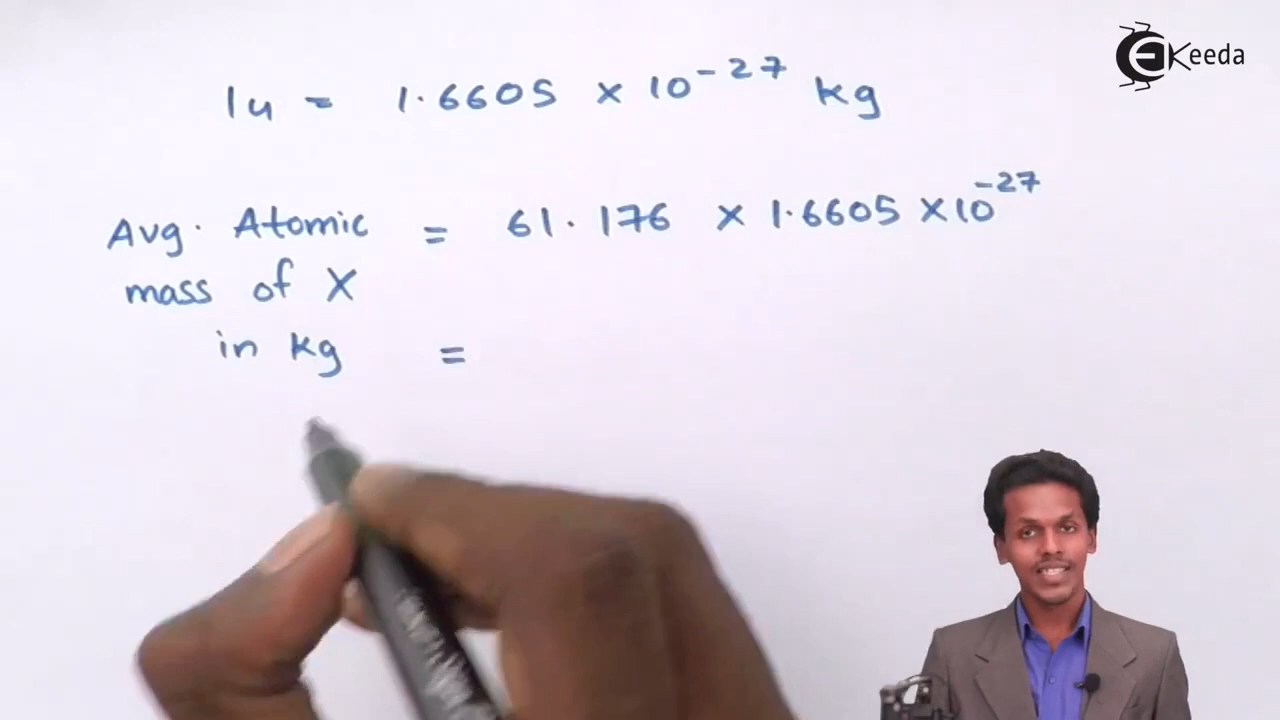 EKeeda
1u = 1.6605 × 10⁻²⁷ kg
Avg. Atomic = 61.176 × 1.6605 × 10⁻²⁷
mass of X
in kg =